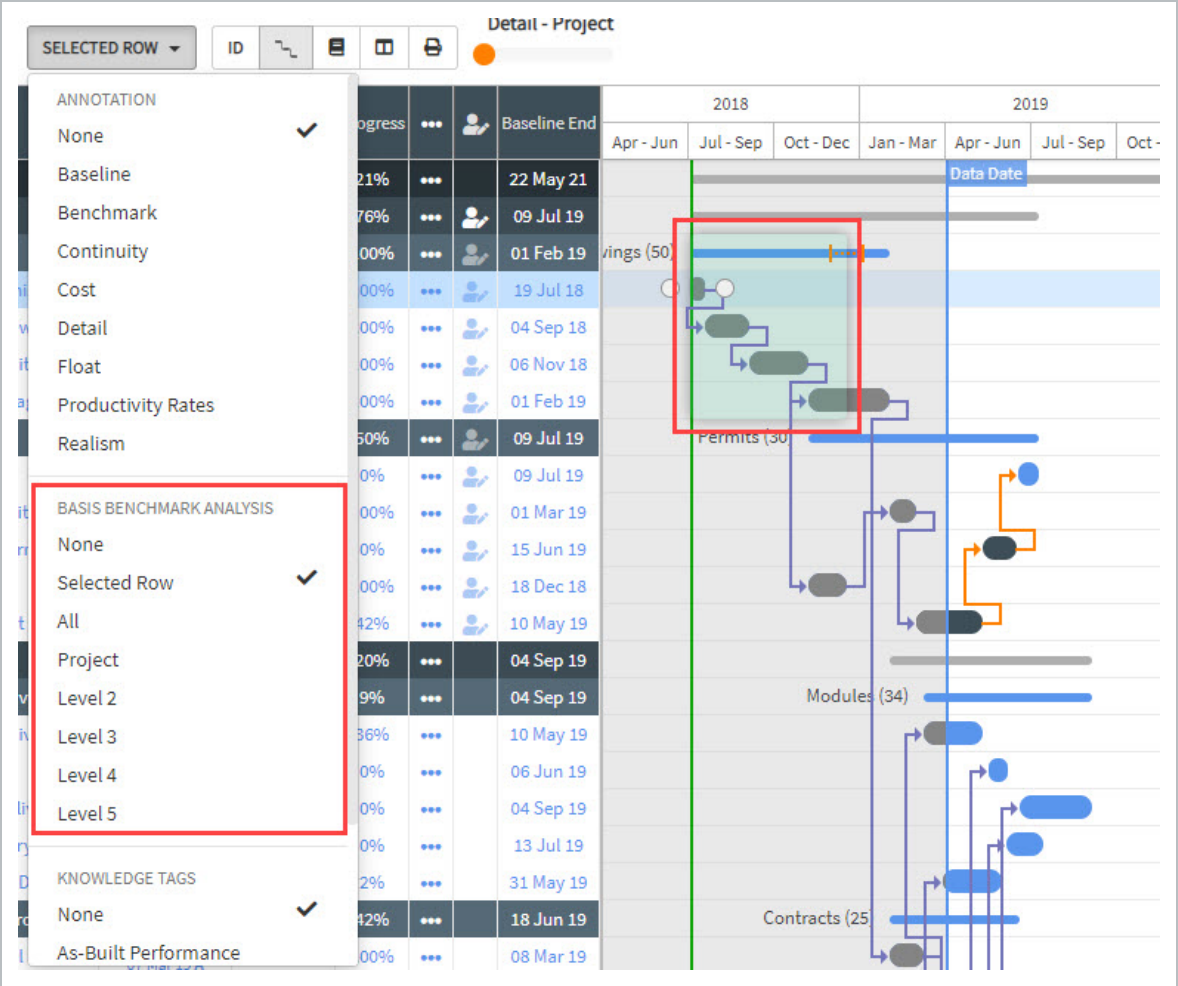 Detail - Project
SELECTED ROW
ID
ANNOTATION
None
Baseline
Benchmark
Continuity
Cost
Detail
Float
Productivity Rates
Realism
BASIS BENCHMARK ANALYSIS
None
Selected Row
All
Project
Level 2
Level 3
Level 4
Level 5
KNOWLEDGE TAGS
None
As-Built Performance
ogress ••• Baseline End
21% ••• 22 May 21
76% ••• 09 Jul 19
00% ••• 01 Feb 19
00% ••• 19 Jul 18
00% ••• 04 Sep 18
00% ••• 06 Nov 18
00% ••• 01 Feb 19
50% ••• 09 Jul 19
0% ••• 09 Jul 19
00% ••• 01 Mar 19
0% ••• 15 Jun 19
00% ••• 18 Dec 18
42% ••• 10 May 19
20% ••• 04 Sep 19
9% ••• 04 Sep 19
36% ••• 10 May 19
0% ••• 06 Jun 19
0% ••• 04 Sep 19
0% ••• 13 Jul 19
2% ••• 31 May 19
42% ••• 18 Jun 19
00% ••• 08 Mar 19
2018 2019
Apr - Jun Jul - Sep Oct - Dec Jan - Mar Apr - Jun Jul - Sep Oct -
Data Date
vings (50)
Permits (30
Modules (34)
Contracts (25